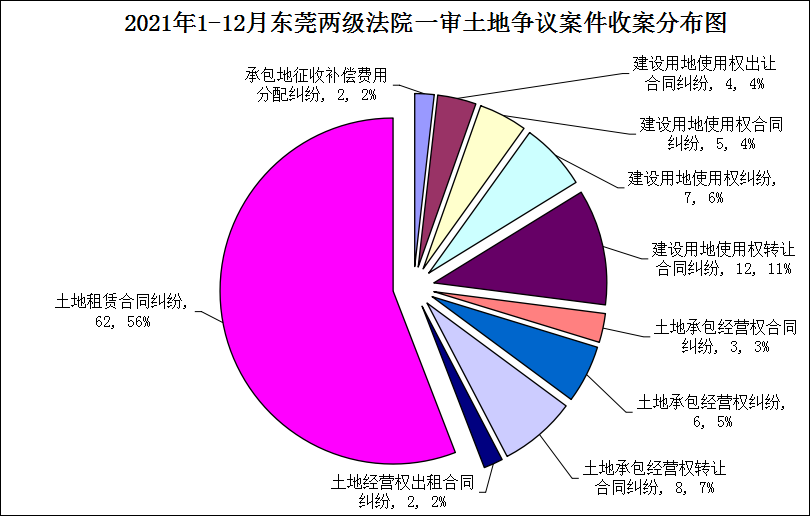 2021年1-12月东莞两级法院一审土地争议案件收案分布图
承包地征收补偿费用
分配纠纷, 2, 2%
建设用地使用权出让
合同纠纷, 4, 4%
建设用地使用权合同
纠纷, 5, 4%
建设用地使用权纠纷,
7, 6%
建设用地使用权转让
合同纠纷, 12, 11%
土地承包经营权合同
纠纷, 3, 3%
土地承包经营权纠纷,
6, 5%
土地承包经营权转让
合同纠纷, 8, 7%
土地经营权出租合同
纠纷, 2, 2%
土地租赁合同纠纷,
62, 56%